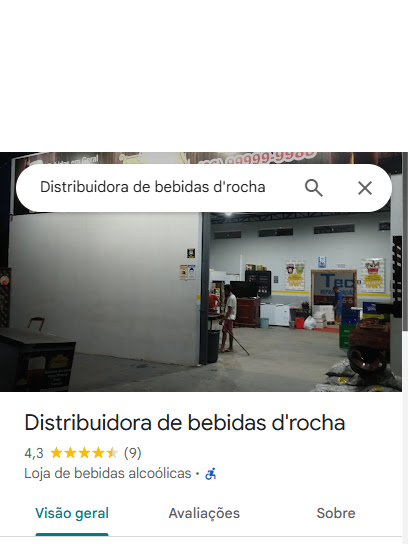 Distribuidora de bebidas d'rocha
Distribuidora de bebidas d'rocha
4,3 (9)
Loja de bebidas alcoólicas •
Visão geral
Avaliações
Sobre